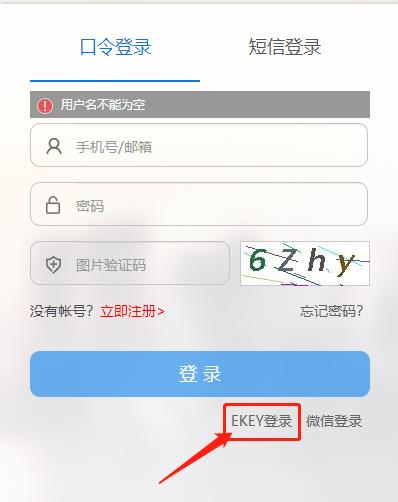 口令登录 短信登录
用户名不能为空
手机号/邮箱
密码
图片验证码 6Zhy
没有帐号？立即注册> 忘记密码？
登 录
EKEY登录 微信登录